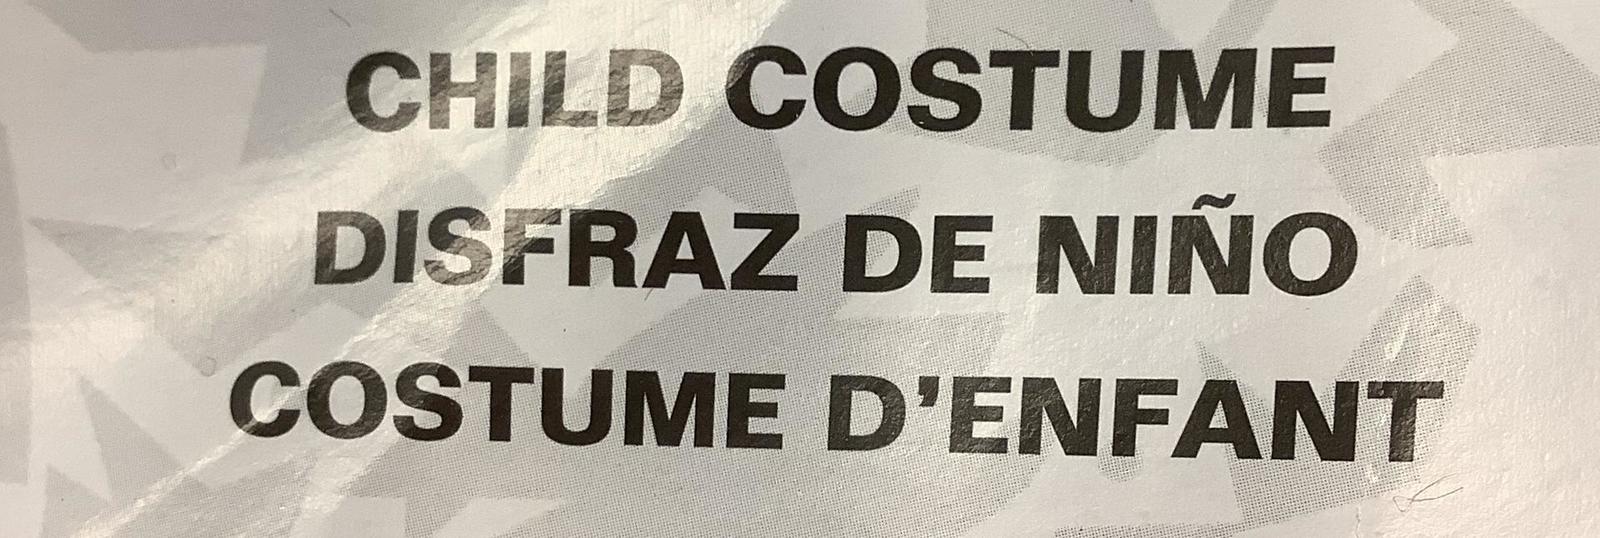 CHILD COSTUME
DISFRAZ DE NIÑO
COSTUME D’ENFANT